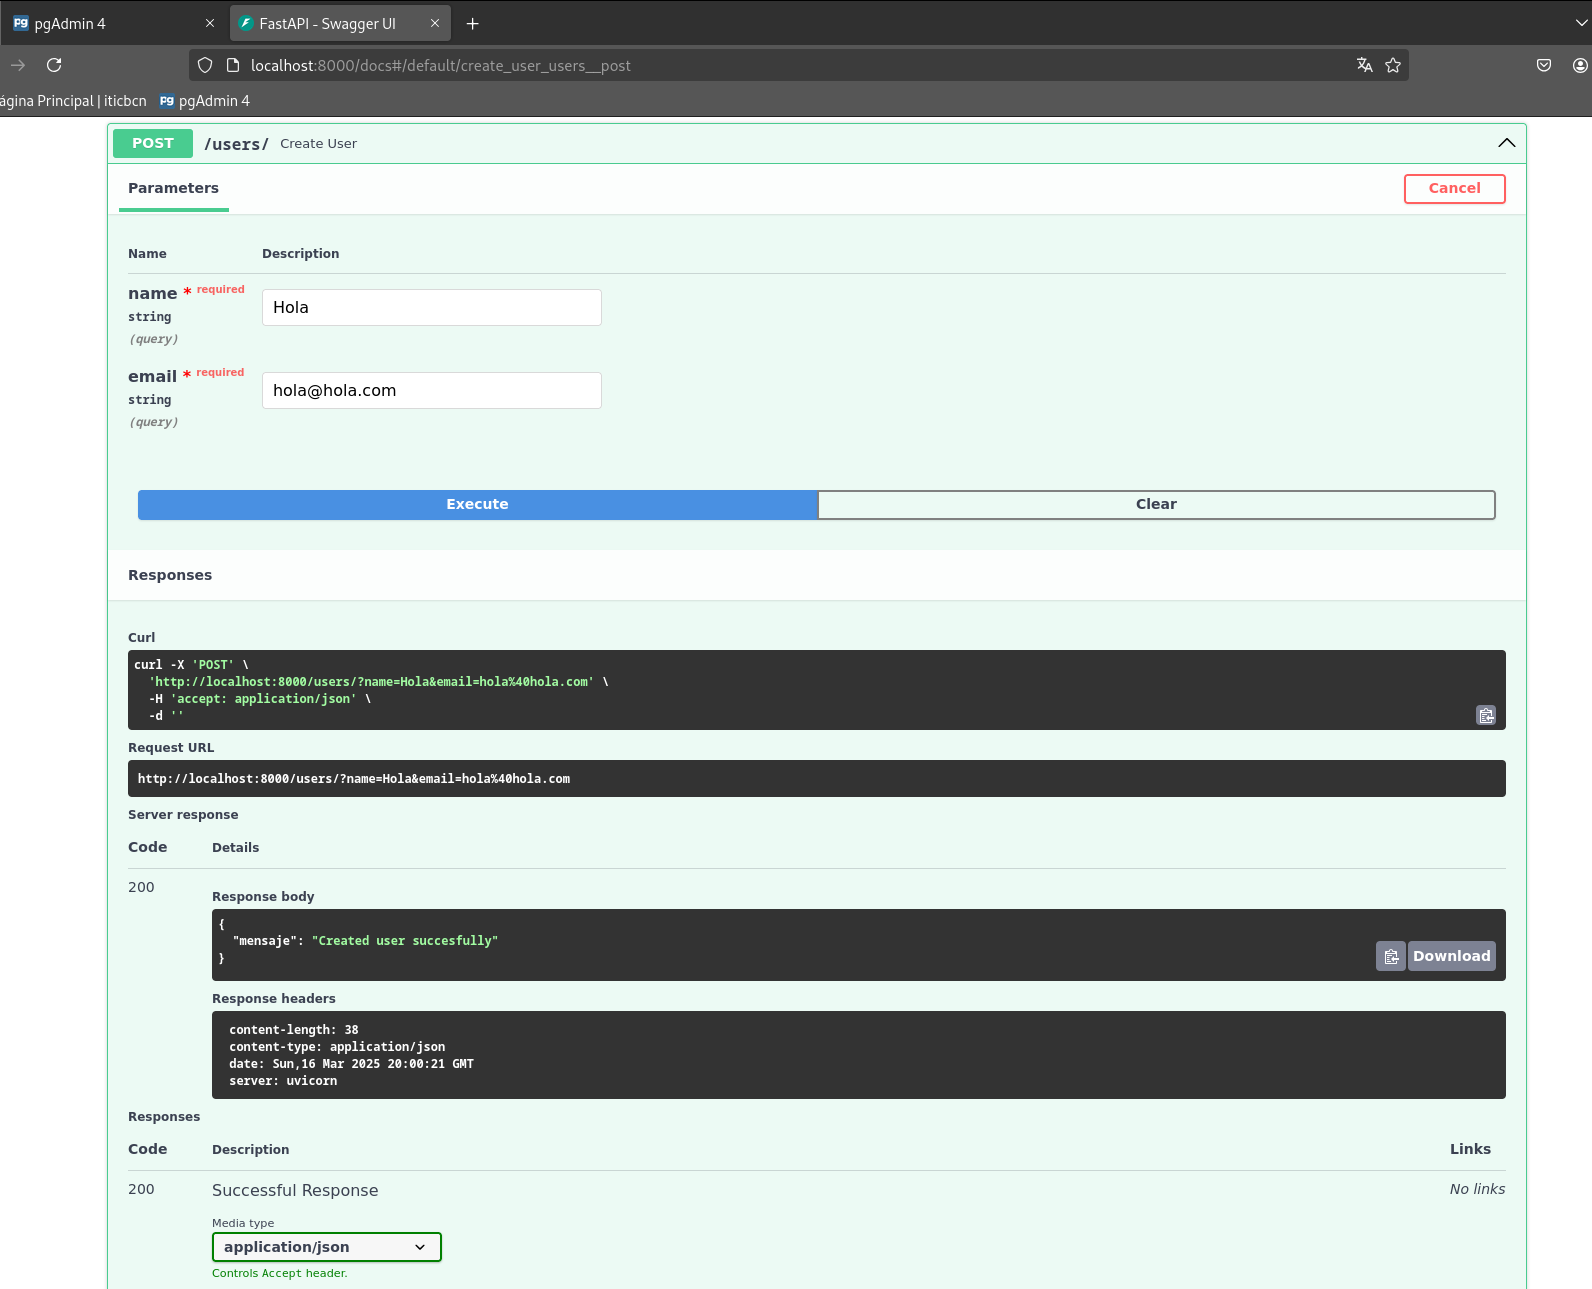 pgAdmin 4
FastAPI - Swagger UI
localhost:8000/docs#/default/create_user_users__post
ágina Principal | iticbcn
pgAdmin 4
POST /users/ Create User
Parameters
Cancel
Name Description
name * required
string
(query)
Hola
email * required
string
(query)
hola@hola.com
Execute
Clear
Responses
Curl
curl -X 'POST' \
'http://localhost:8000/users/?name=Hola&email=hola%40hola.com' \
-H 'accept: application/json' \
-d ''
Request URL
http://localhost:8000/users/?name=Hola&email=hola%40hola.com
Server response
Code Details
200
Response body
{
"mensaje": "Created user succesfully"
}
Download
Response headers
content-length: 38
content-type: application/json
date: Sun,16 Mar 2025 20:00:21 GMT
server: uvicorn
Responses
Code Description Links
200 Successful Response No links
Media type
application/json
Controls Accept header.